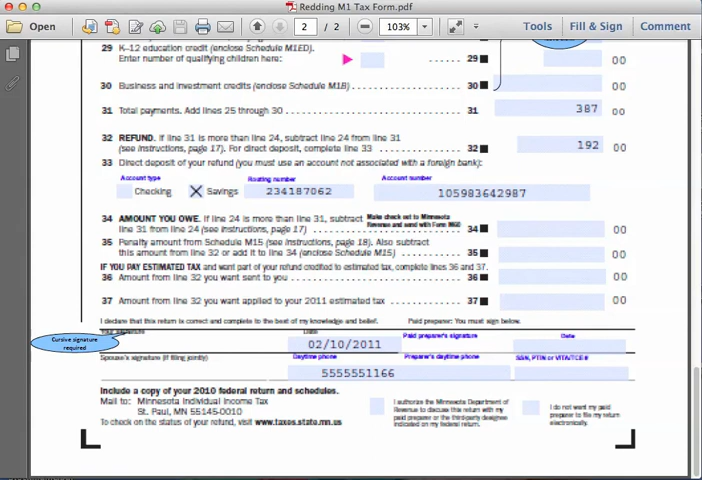 Redding M1 Tax Form.pdf
Open 2 / 2 103% Tools Fill & Sign Comment
29 K–12 education credit (enclose Schedule M1ED).
Enter number of qualifying children here: ...... 29 00
30 Business and investment credits (enclose Schedule M1B) 30 00
31 Total payments. Add lines 25 through 30 31 387 00
32 REFUND. If line 31 is more than line 24, subtract line 24 from line 31
(see instructions, page 17). For direct deposit, complete line 33 32 192 00
33 Direct deposit of your refund (you must use an account not associated with a foreign bank):
Account type Routing number Account number
Checking X Savings 234187062 105983642987
34 AMOUNT YOU OWE. If line 24 is more than line 31, subtract Make check out to Minnesota
Revenue and send with Form M60
line 31 from line 24 (see instructions, page 17) 34 00
35 Penalty amount from Schedule M15 (see instructions, page 18). Also subtract
this amount from line 32 or add it to line 34 (enclose Schedule M15) 35 00
IF YOU PAY ESTIMATED TAX and want part of your refund credited to estimated tax, complete lines 36 and 37.
36 Amount from line 32 you want sent to you 36 00
37 Amount from line 32 you want applied to your 2011 estimated tax 37 00
I declare that this return is correct and complete to the best of my knowledge and belief. Paid preparer: You must sign below.
Your signature Date Paid preparer's signature Date
Cursive signature
required
02/10/2011
Spouse's signature (if filing jointly) Daytime phone Preparer's daytime phone SSN, PTIN or VITA/TCE #
5555551166
Include a copy of your 2010 federal return and schedules.
Mail to: Minnesota Individual Income Tax
St. Paul, MN 55145-0010
To check on the status of your refund, visit www.taxes.state.mn.us
I authorize the Minnesota Department of
Revenue to discuss this return with my
paid preparer or the third-party designee
indicated on my federal return.
I do not want my paid
preparer to file my return
electronically.